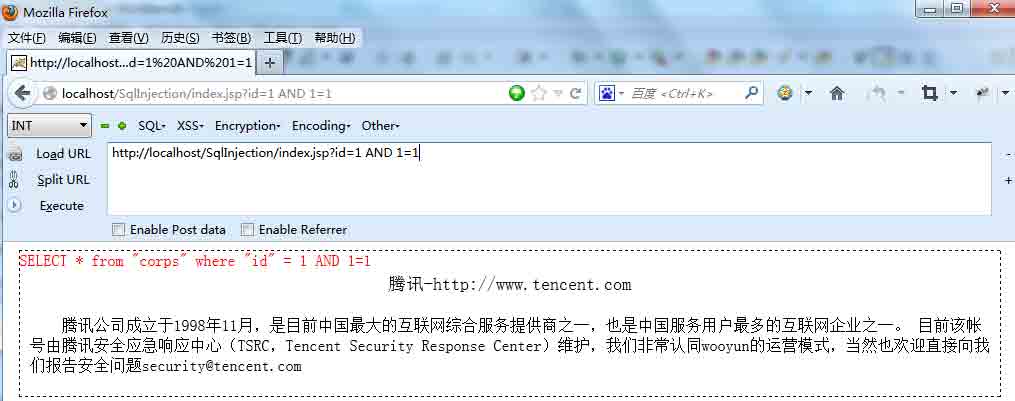 Mozilla Firefox
文件(F) 编辑(E) 查看(V) 历史(S) 书签(B) 工具(T) 帮助(H)
http://localhost...d=1%20AND%201=1
localhost/SqlInjection/index.jsp?id=1 AND 1=1 百度 <Ctrl+K>
INT SQL- XSS- Encryption- Encoding- Other-
Load URL http://localhost/SqlInjection/index.jsp?id=1 AND 1=1 -
Split URL +
Execute
Enable Post data Enable Referrer
SELECT * from "corps" where "id" = 1 AND 1=1
腾讯-http://www.tencent.com
腾讯公司成立于1998年11月，是目前中国最大的互联网综合服务提供商之一，也是中国服务用户最多的互联网企业之一。 目前该帐
号由腾讯安全应急响应中心（TSRC，Tencent Security Response Center）维护，我们非常认同wooyun的运营模式，当然也欢迎直接向我
们报告安全问题security@tencent.com